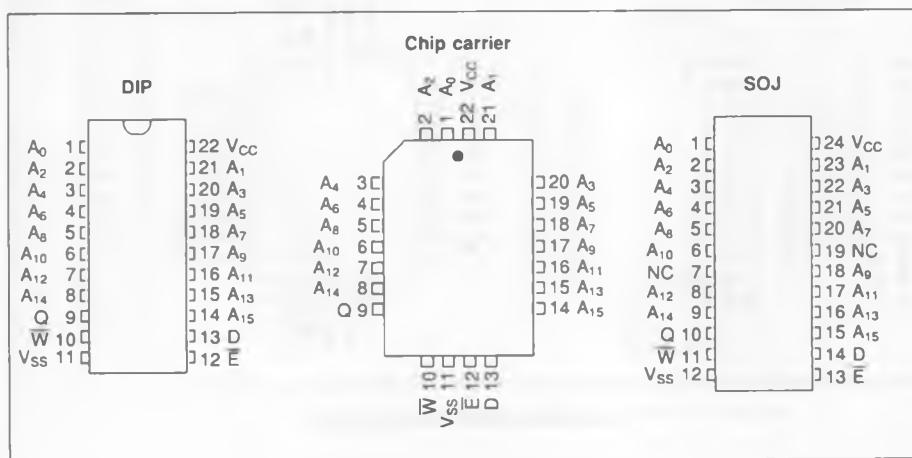 Chip carrier
DIP
A0 1 22 VCC
A2 2 21 A1
A4 3 20 A3
A6 4 19 A5
A8 5 18 A7
A10 6 17 A9
A12 7 16 A11
A14 8 15 A13
Q 9 14 A15
W̅ 10 13 D
VSS 11 12 E̅
A2 A0 VCC A1
2 1 22 21
A4 3 20 A3
A6 4 19 A5
A8 5 18 A7
A10 6 17 A9
A12 7 16 A11
A14 8 15 A13
Q 9 14 A15
10 11 12 13
W̅ VSS E̅ D
SOJ
A0 1 24 VCC
A2 2 23 A1
A4 3 22 A3
A6 4 21 A5
A8 5 20 A7
A10 6 19 NC
NC 7 18 A9
A12 8 17 A11
A14 9 16 A13
Q 10 15 A15
W̅ 11 14 D
VSS 12 13 E̅